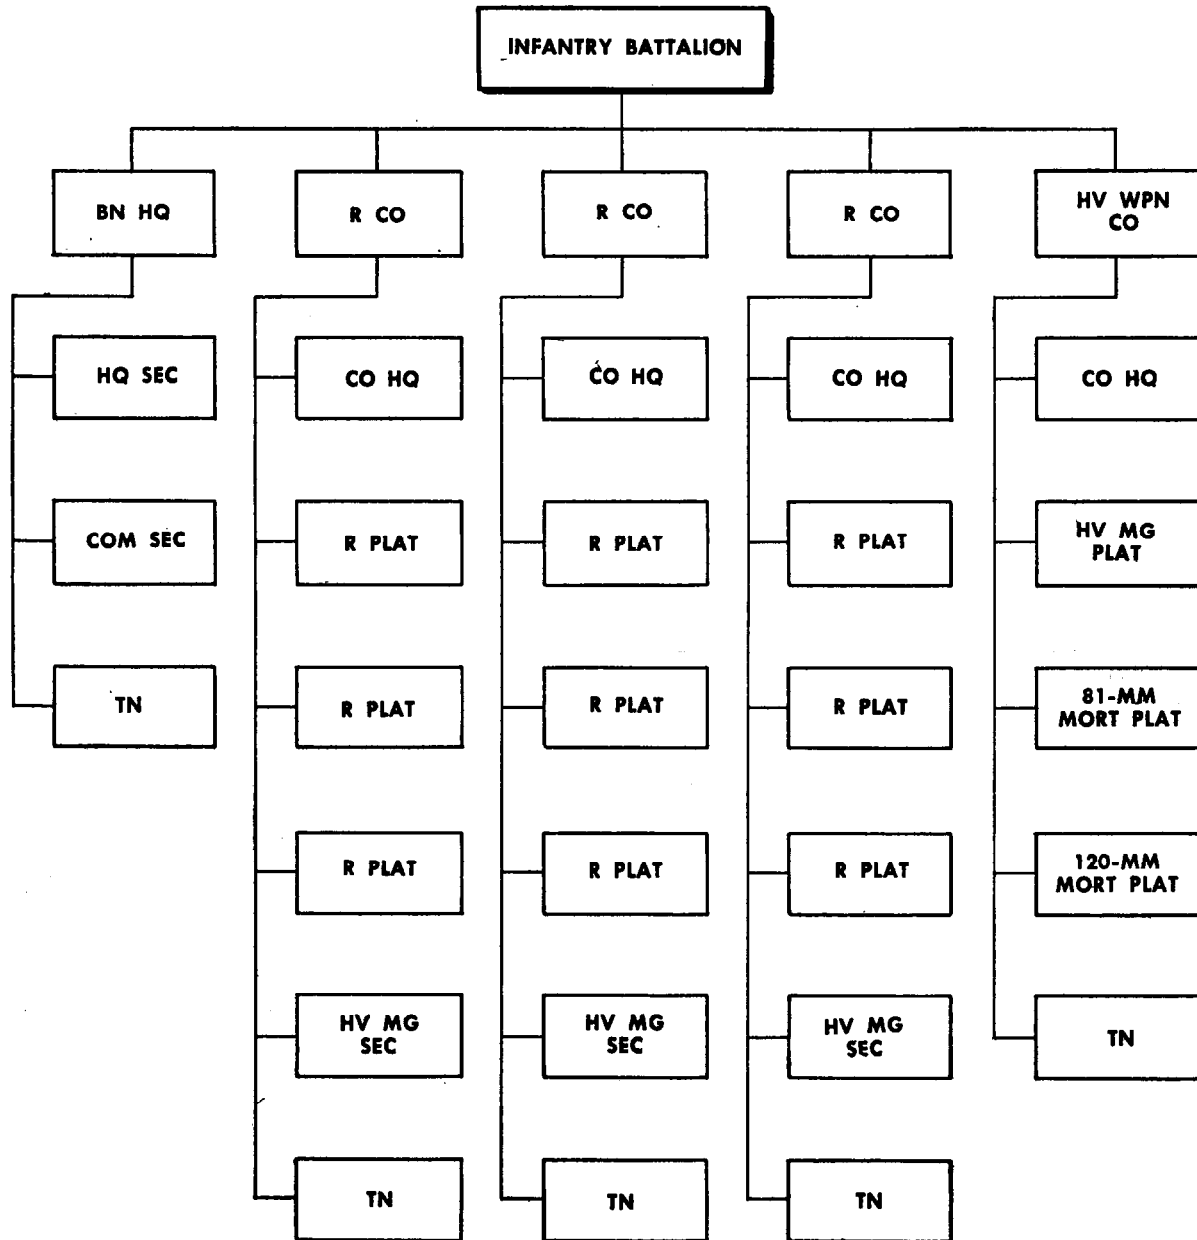 INFANTRY BATTALION
BN HQ
R CO
R CO
R CO
HV WPN
CO
HQ SEC
CO HQ
CO HQ
CO HQ
CO HQ
COM SEC
R PLAT
R PLAT
R PLAT
HV MG
PLAT
TN
R PLAT
R PLAT
R PLAT
81-MM
MORT PLAT
R PLAT
R PLAT
R PLAT
120-MM
MORT PLAT
HV MG
SEC
HV MG
SEC
HV MG
SEC
TN
TN
TN
TN